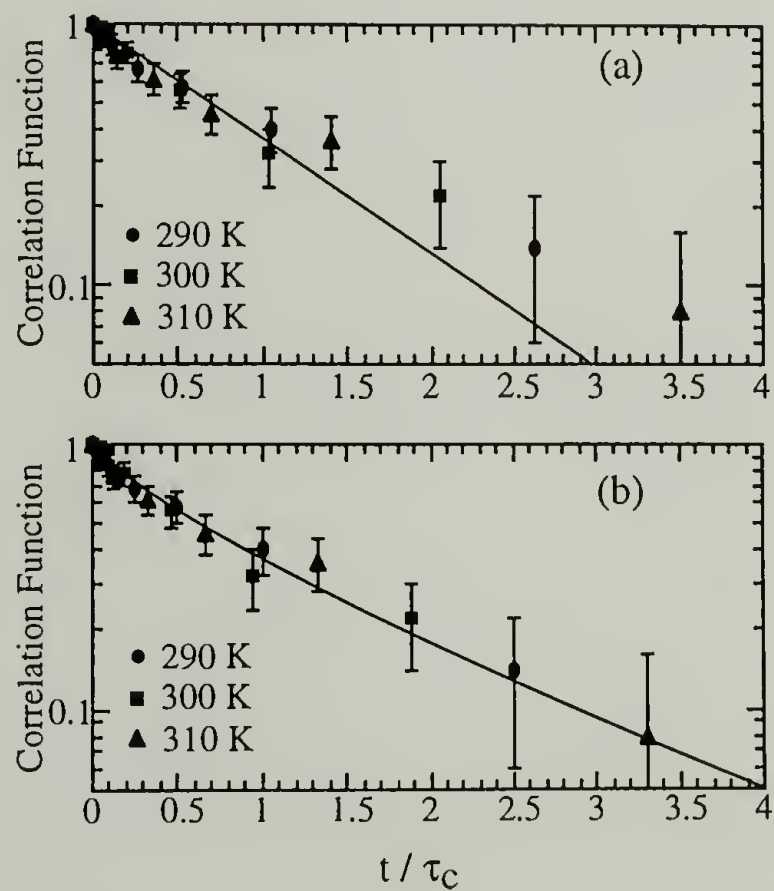 (a)
Correlation Function
1
0.1
● 290 K
■ 300 K
▲ 310 K
0 0.5 1 1.5 2 2.5 3 3.5 4
(b)
Correlation Function
1
0.1
● 290 K
■ 300 K
▲ 310 K
0 0.5 1 1.5 2 2.5 3 3.5 4
t / τc